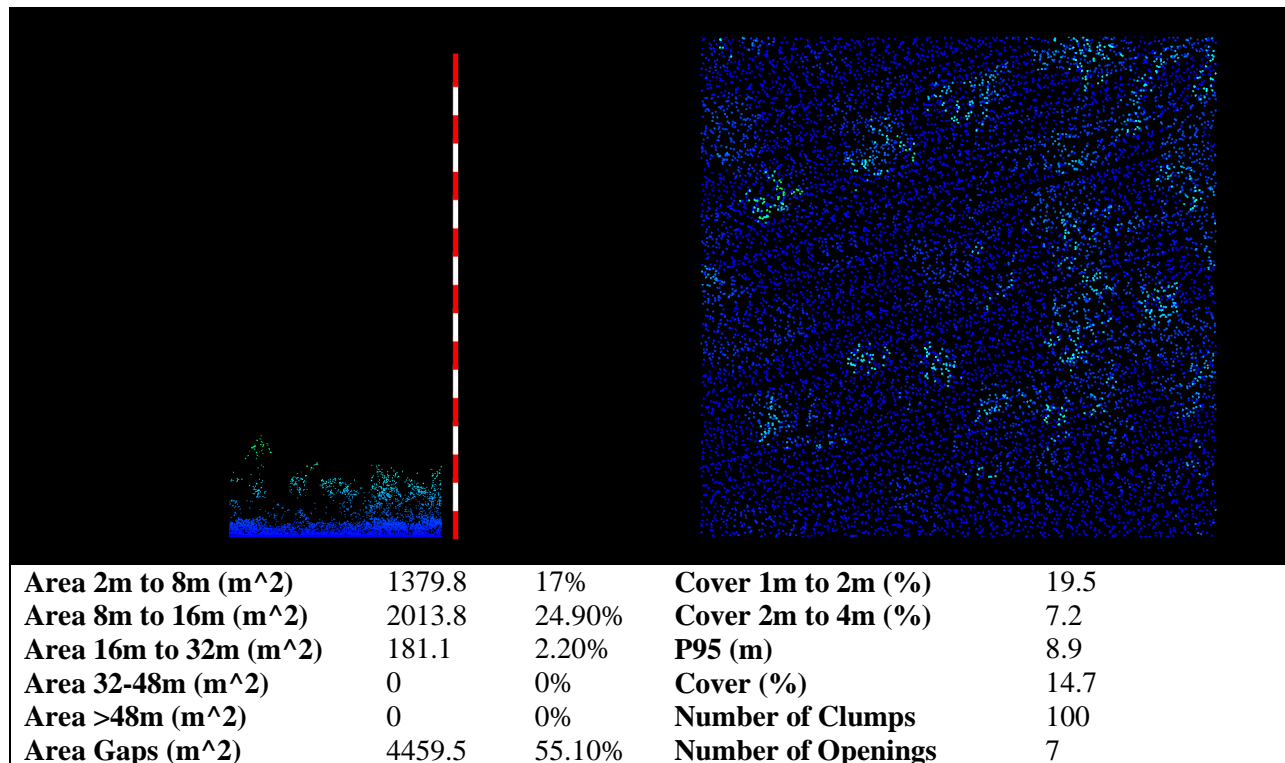 Area 2m to 8m (m^2) 1379.8 17% Cover 1m to 2m (%) 19.5
Area 8m to 16m (m^2) 2013.8 24.90% Cover 2m to 4m (%) 7.2
Area 16m to 32m (m^2) 181.1 2.20% P95 (m) 8.9
Area 32-48m (m^2) 0 0% Cover (%) 14.7
Area >48m (m^2) 0 0% Number of Clumps 100
Area Gaps (m^2) 4459.5 55.10% Number of Openings 7